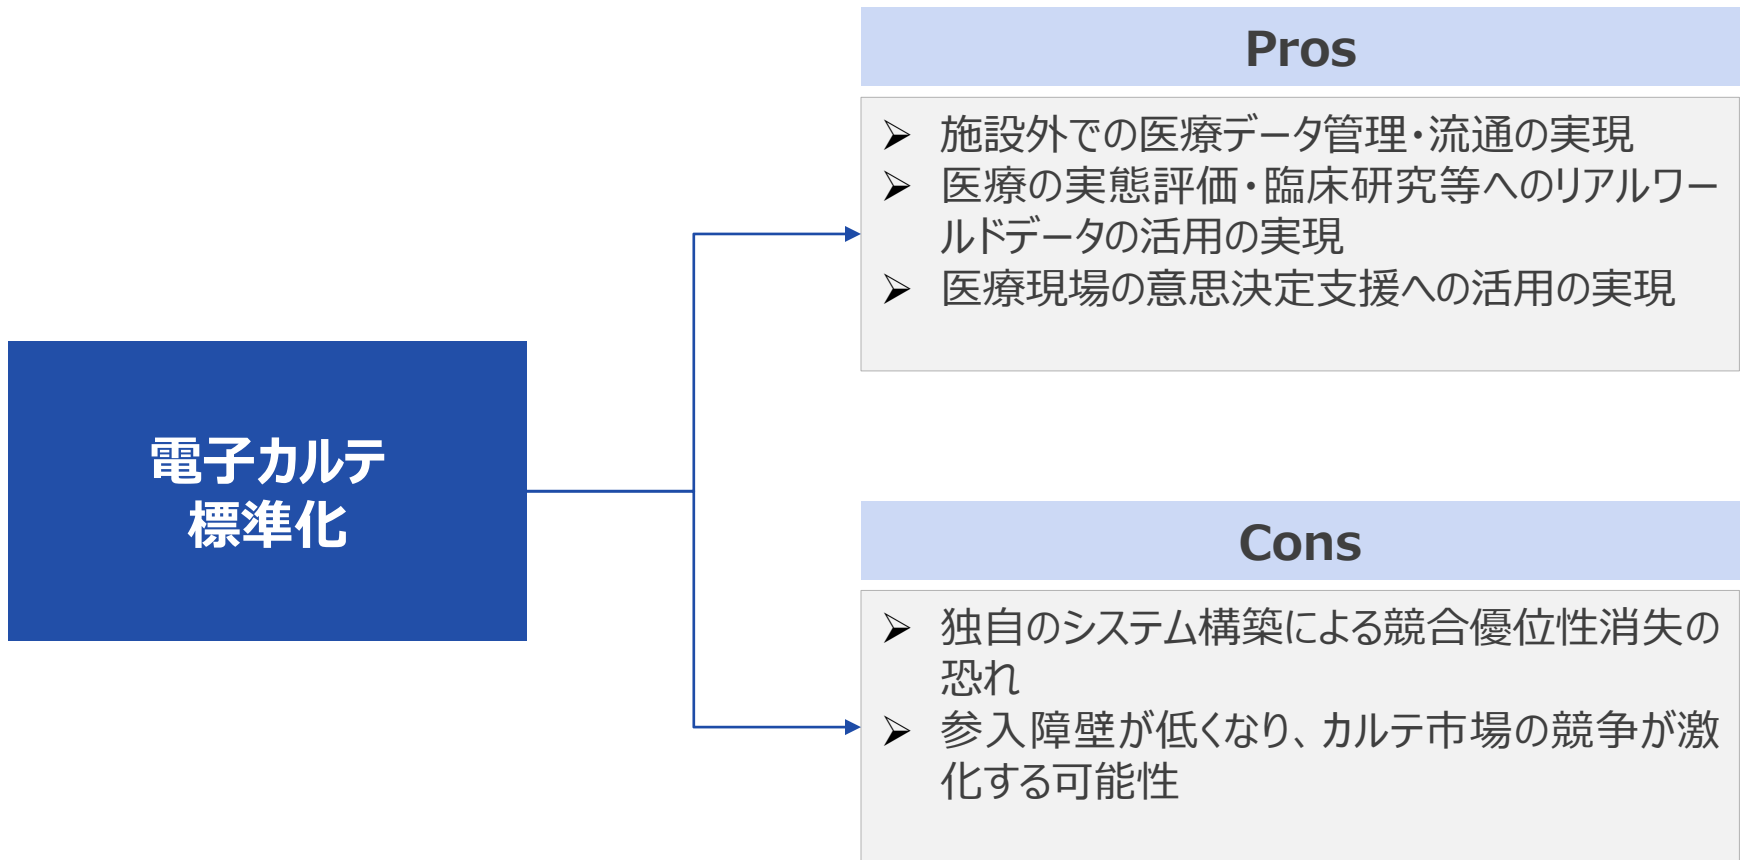 電子カルテ
標準化
Pros
➢ 施設外での医療データ管理・流通の実現
➢ 医療の実態評価・臨床研究等へのリアルワー
ルドデータの活用の実現
➢ 医療現場の意思決定支援への活用の実現
Cons
➢ 独自のシステム構築による競合優位性消失の
恐れ
➢ 参入障壁が低くなり、カルテ市場の競争が激
化する可能性